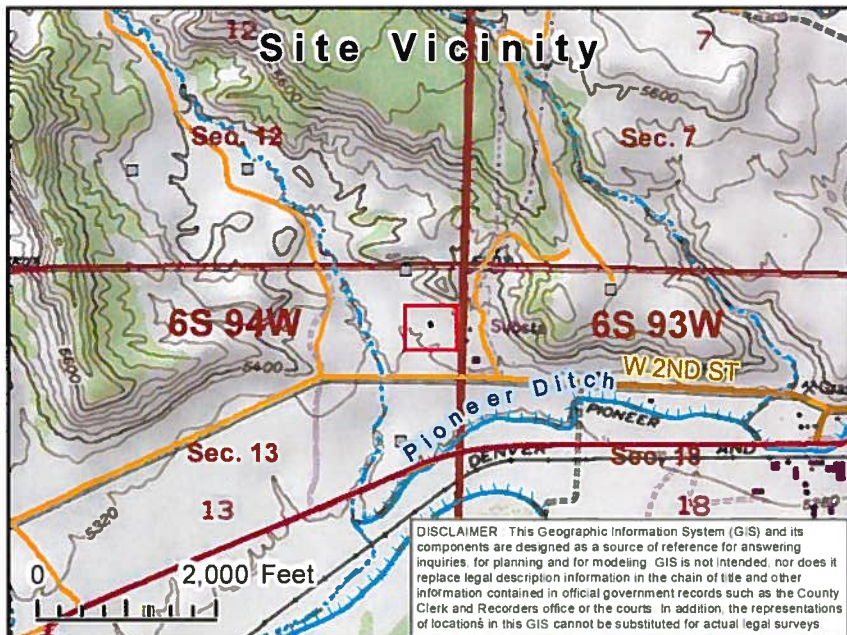 Site Vicinity
12
7
5600
5600
Sec. 12
Sec. 7
6S 94W
6S 93W
Substa
5600
5400
W 2ND ST
Pioneer Ditch
PIONEER
Sec. 13
DENVER
AND
Sec. 18
13
18
5320
0
2,000 Feet
DISCLAIMER : This Geographic Information System (GIS) and its
components are designed as a source of reference for answering
inquiries, for planning and for modeling. GIS is not intended, nor does it
replace legal description information in the chain of title and other
information contained in official government records such as the County
Clerk and Recorders office or the courts. In addition, the representations
of locations in this GIS cannot be substituted for actual legal surveys.